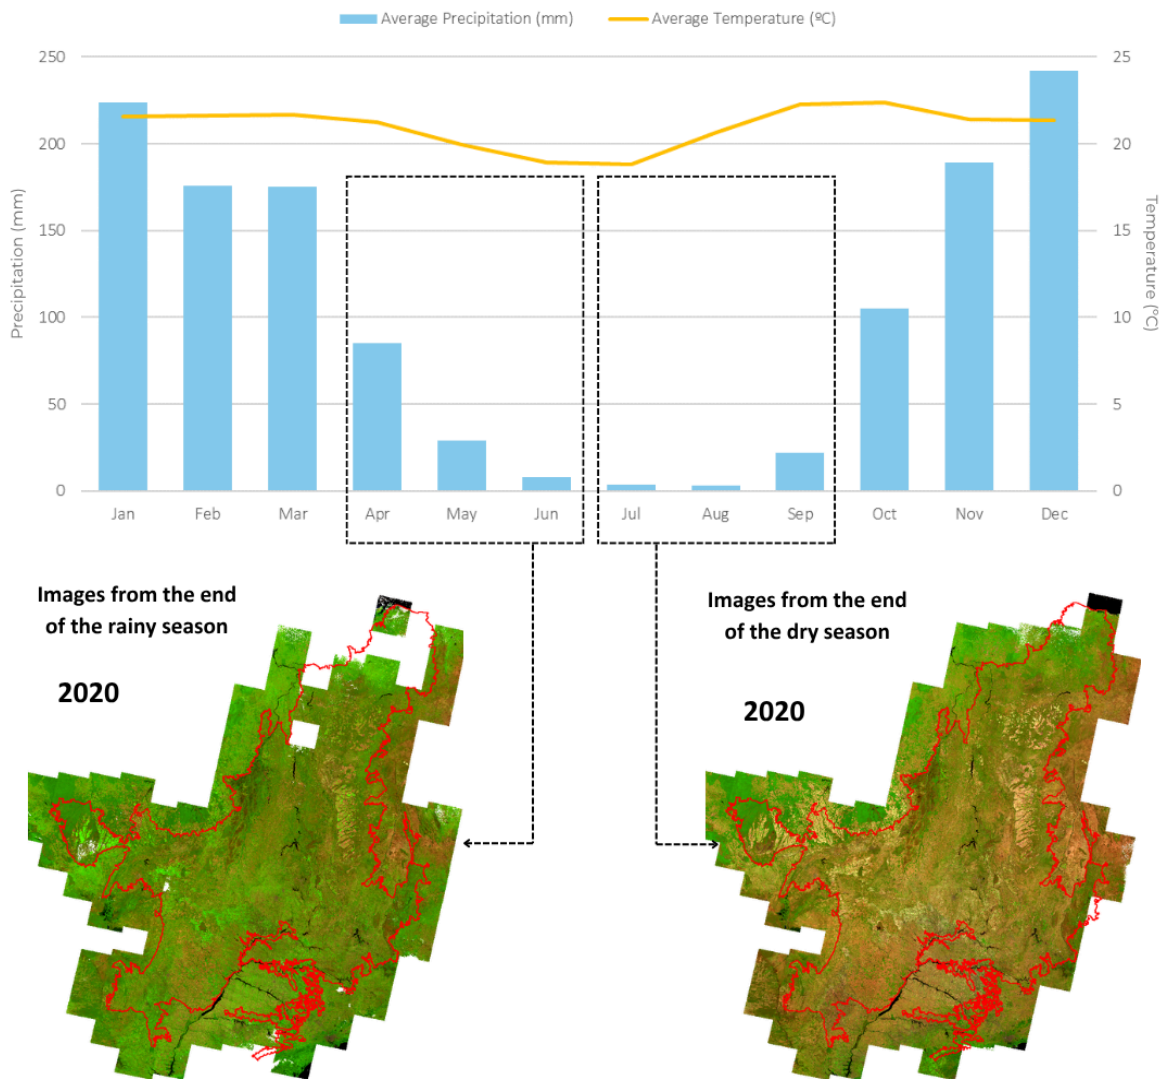 Average Precipitation (mm) Average Temperature (ºC)
250 25
200 20
150 15
100 10
50 5
0 0
Precipitation (mm)
Temperature (ºC)
Jan Feb Mar Apr May Jun Jul Aug Sep Oct Nov Dec
Images from the end
of the rainy season
2020
Images from the end
of the dry season
2020